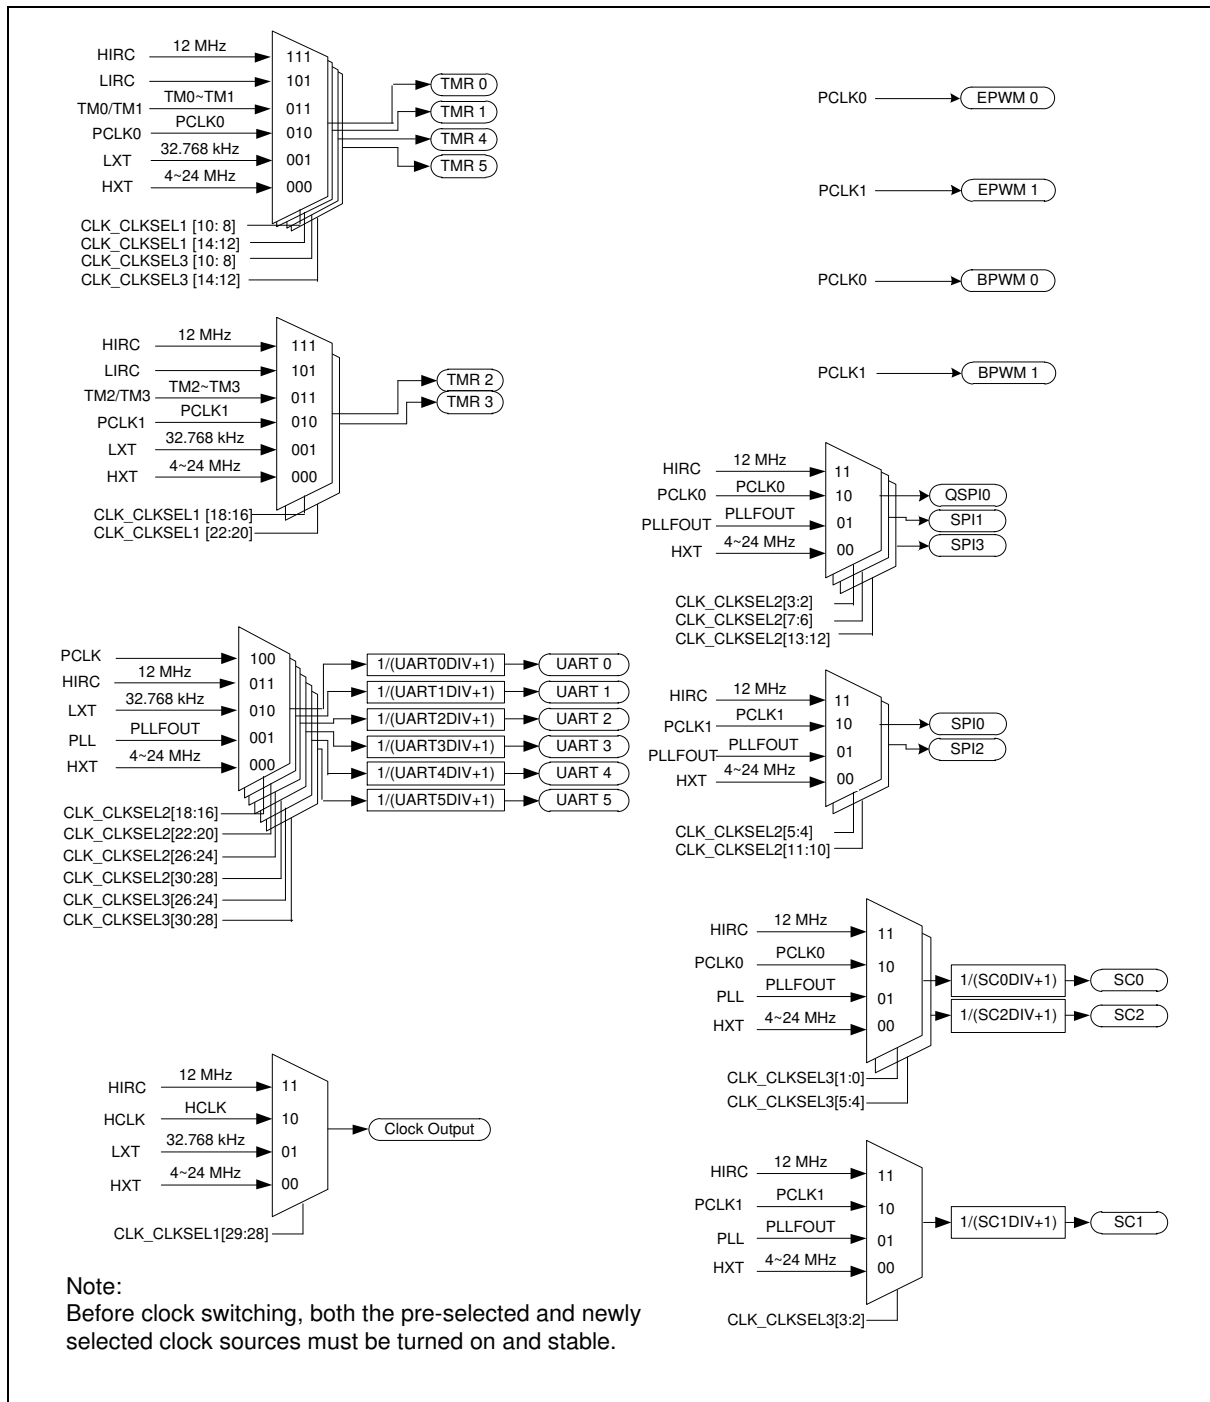 HIRC 12 MHz 111
LIRC 101
TM0/TM1 TM0~TM1 011
PCLK0 PCLK0 010
LXT 32.768 kHz 001
HXT 4~24 MHz 000
TMR 0
TMR 1
TMR 4
TMR 5
CLK_CLKSEL1 [10: 8]
CLK_CLKSEL1 [14:12]
CLK_CLKSEL3 [10: 8]
CLK_CLKSEL3 [14:12]
PCLK0 EPWM 0
PCLK1 EPWM 1
PCLK0 BPWM 0
PCLK1 BPWM 1
HIRC 12 MHz 111
LIRC 101
TM2/TM3 TM2~TM3 011
PCLK1 PCLK1 010
LXT 32.768 kHz 001
HXT 4~24 MHz 000
TMR 2
TMR 3
CLK_CLKSEL1 [18:16]
CLK_CLKSEL1 [22:20]
HIRC 12 MHz 11
PCLK0 PCLK0 10
PLLFOUT PLLFOUT 01
HXT 4~24 MHz 00
QSPI0
SPI1
SPI3
CLK_CLKSEL2[3:2]
CLK_CLKSEL2[7:6]
CLK_CLKSEL2[13:12]
PCLK 100
HIRC 12 MHz 011
LXT 32.768 kHz 010
PLL PLLFOUT 001
HXT 4~24 MHz 000
1/(UART0DIV+1) UART 0
1/(UART1DIV+1) UART 1
1/(UART2DIV+1) UART 2
1/(UART3DIV+1) UART 3
1/(UART4DIV+1) UART 4
1/(UART5DIV+1) UART 5
CLK_CLKSEL2[18:16]
CLK_CLKSEL2[22:20]
CLK_CLKSEL2[26:24]
CLK_CLKSEL2[30:28]
CLK_CLKSEL3[26:24]
CLK_CLKSEL3[30:28]
HIRC 12 MHz 11
PCLK1 PCLK1 10
PLLFOUT PLLFOUT 01
HXT 4~24 MHz 00
SPI0
SPI2
CLK_CLKSEL2[5:4]
CLK_CLKSEL2[11:10]
HIRC 12 MHz 11
PCLK0 PCLK0 10
PLL PLLFOUT 01
HXT 4~24 MHz 00
1/(SC0DIV+1) SC0
1/(SC2DIV+1) SC2
CLK_CLKSEL3[1:0]
CLK_CLKSEL3[5:4]
HIRC 12 MHz 11
HCLK HCLK 10
LXT 32.768 kHz 01
HXT 4~24 MHz 00
Clock Output
CLK_CLKSEL1[29:28]
HIRC 12 MHz 11
PCLK1 PCLK1 10
PLL PLLFOUT 01
HXT 4~24 MHz 00
1/(SC1DIV+1) SC1
CLK_CLKSEL3[3:2]
Note:
Before clock switching, both the pre-selected and newly
selected clock sources must be turned on and stable.